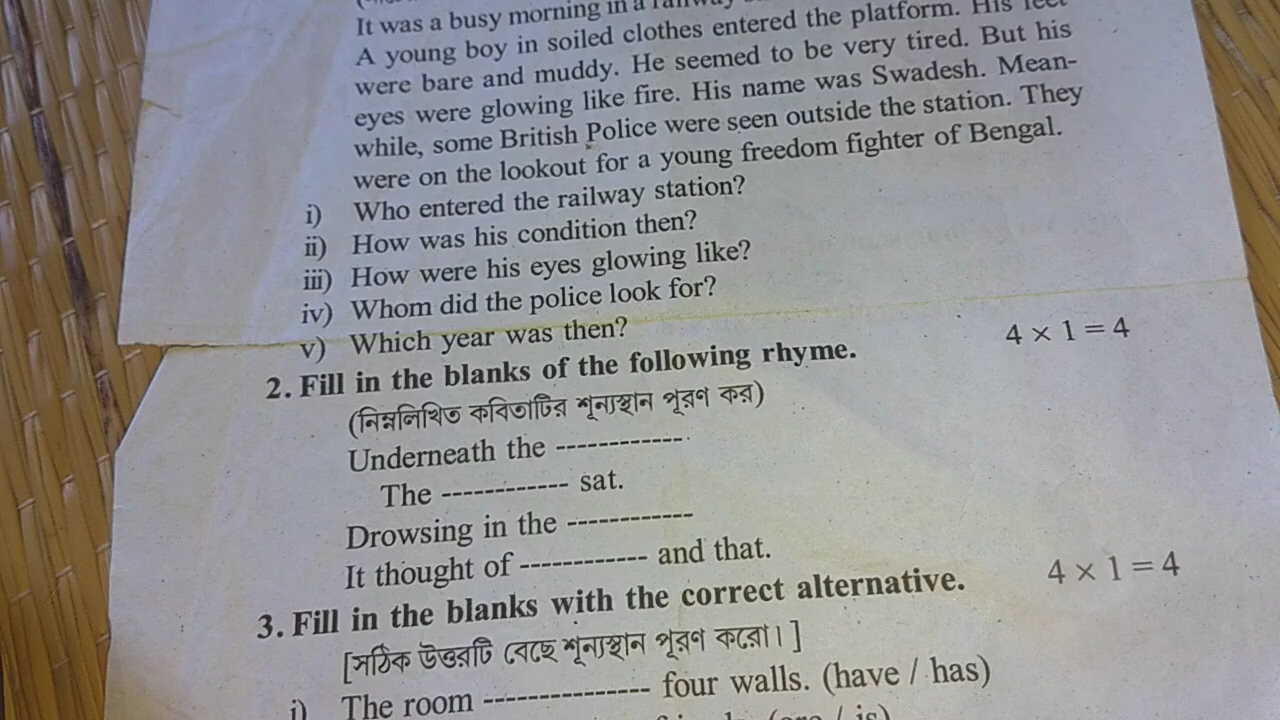 It was a busy morning in a railway
A young boy in soiled clothes entered the platform. His feet
were bare and muddy. He seemed to be very tired. But his
eyes were glowing like fire. His name was Swadesh. Mean-
while, some British Police were seen outside the station. They
were on the lookout for a young freedom fighter of Bengal.
i) Who entered the railway station?
ii) How was his condition then?
iii) How were his eyes glowing like?
iv) Whom did the police look for?
v) Which year was then?
2. Fill in the blanks of the following rhyme. 4 × 1 = 4
(নিম্নলিখিত কবিতাটির শূন্যস্থান পূরণ কর)
Underneath the ------------
The ------------ sat.
Drowsing in the ------------
It thought of ------------ and that.
3. Fill in the blanks with the correct alternative. 4 × 1 = 4
[সঠিক উত্তরটি বেছে শূন্যস্থান পূরণ করো। ]
i) The room ---------------- four walls. (have / has)
(are / is)